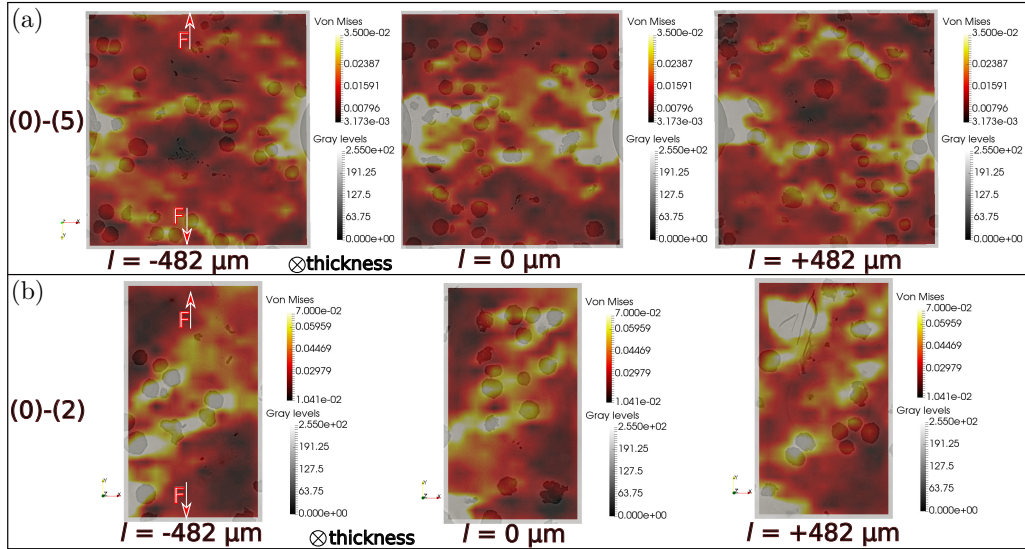 (a)
F
F
(0)-(5)
Von Mises
3.500e-02
0.02387
0.01591
0.00796
3.173e-03
Gray levels
2.550e+02
191.25
127.5
63.75
0.000e+00
Von Mises
3.500e-02
0.02387
0.01591
0.00796
3.173e-03
Gray levels
2.550e+02
191.25
127.5
63.75
0.000e+00
Von Mises
3.500e-02
0.02387
0.01591
0.00796
3.173e-03
Gray levels
2.550e+02
191.25
127.5
63.75
0.000e+00
l = -482 µm
⊗thickness
l = 0 µm
l = +482 µm
(b)
F
F
(0)-(2)
Von Mises
7.000e-02
0.05959
0.04469
0.02979
1.041e-02
Gray levels
2.550e+02
191.25
127.5
63.75
0.000e+00
Von Mises
7.000e-02
0.05959
0.04469
0.02979
1.041e-02
Gray levels
2.550e+02
191.25
127.5
63.75
0.000e+00
Von Mises
7.000e-02
0.05959
0.04469
0.02979
1.041e-02
Gray levels
2.550e+02
191.25
127.5
63.75
0.000e+00
l = -482 µm
⊗thickness
l = 0 µm
l = +482 µm